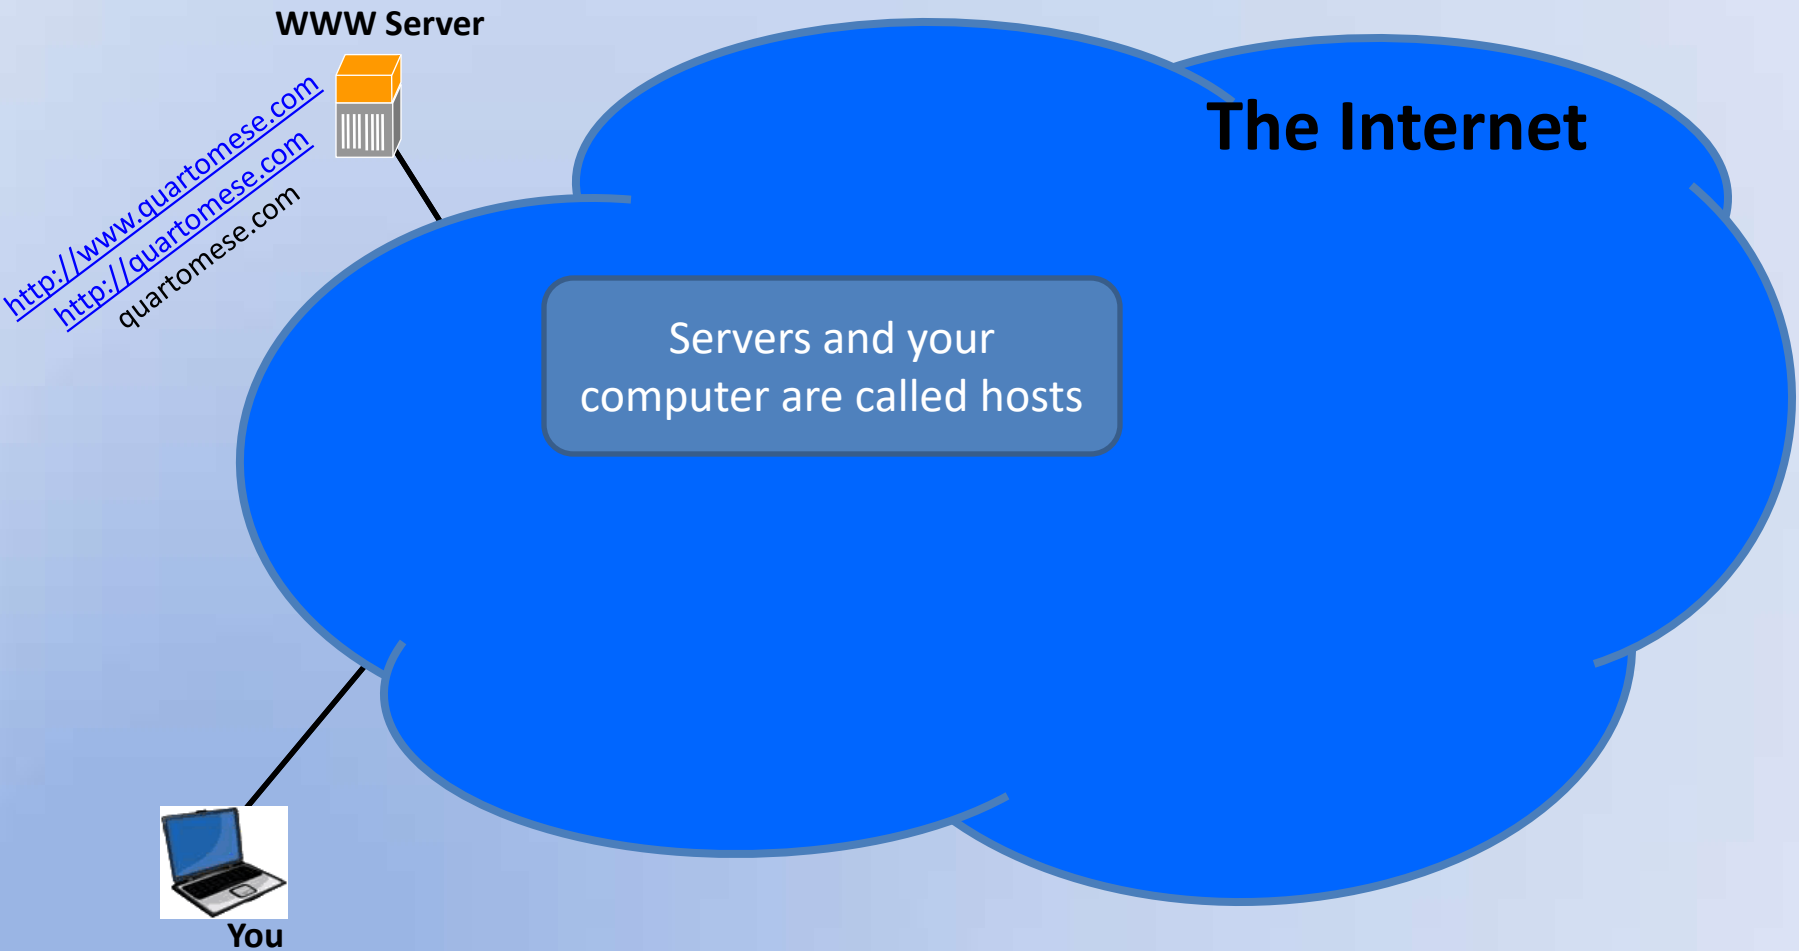 WWW Server
The Internet
http://www.quartomese.com
http://quartomese.com
quartomese.com
Servers and your
computer are called hosts
You